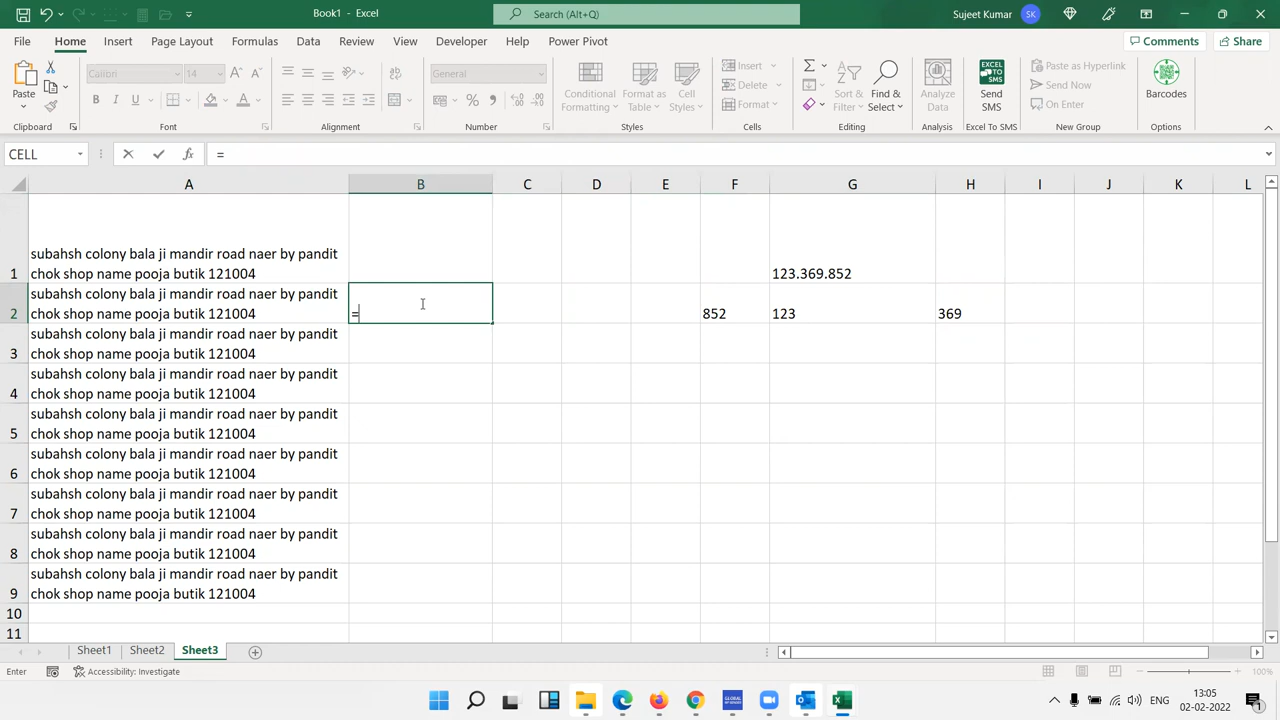 Book1 - Excel
Search (Alt+Q)
Sujeet Kumar
SK
File Home Insert Page Layout Formulas Data Review View Developer Help Power Pivot
Comments Share
Paste
Calibri 14
B I U
General
Conditional Formatting
Format as Table
Cell Styles
Insert
Delete
Format
Sort & Filter
Find & Select
Analyze Data
Send SMS
Paste as Hyperlink
Send Now
On Enter
Barcodes
Clipboard Font Alignment Number Styles Cells Editing Analysis Excel To SMS New Group Options
CELL fx =
A B C D E F G H I J K L
subahsh colony bala ji mandir road naer by pandit
1 chok shop name pooja butik 121004 123.369.852
subahsh colony bala ji mandir road naer by pandit
2 chok shop name pooja butik 121004 = 852 123 369
subahsh colony bala ji mandir road naer by pandit
3 chok shop name pooja butik 121004
subahsh colony bala ji mandir road naer by pandit
4 chok shop name pooja butik 121004
subahsh colony bala ji mandir road naer by pandit
5 chok shop name pooja butik 121004
subahsh colony bala ji mandir road naer by pandit
6 chok shop name pooja butik 121004
subahsh colony bala ji mandir road naer by pandit
7 chok shop name pooja butik 121004
subahsh colony bala ji mandir road naer by pandit
8 chok shop name pooja butik 121004
subahsh colony bala ji mandir road naer by pandit
9 chok shop name pooja butik 121004
10
11
Sheet1 Sheet2 Sheet3
Enter Accessibility: Investigate 100%
ENG 13:05
02-02-2022